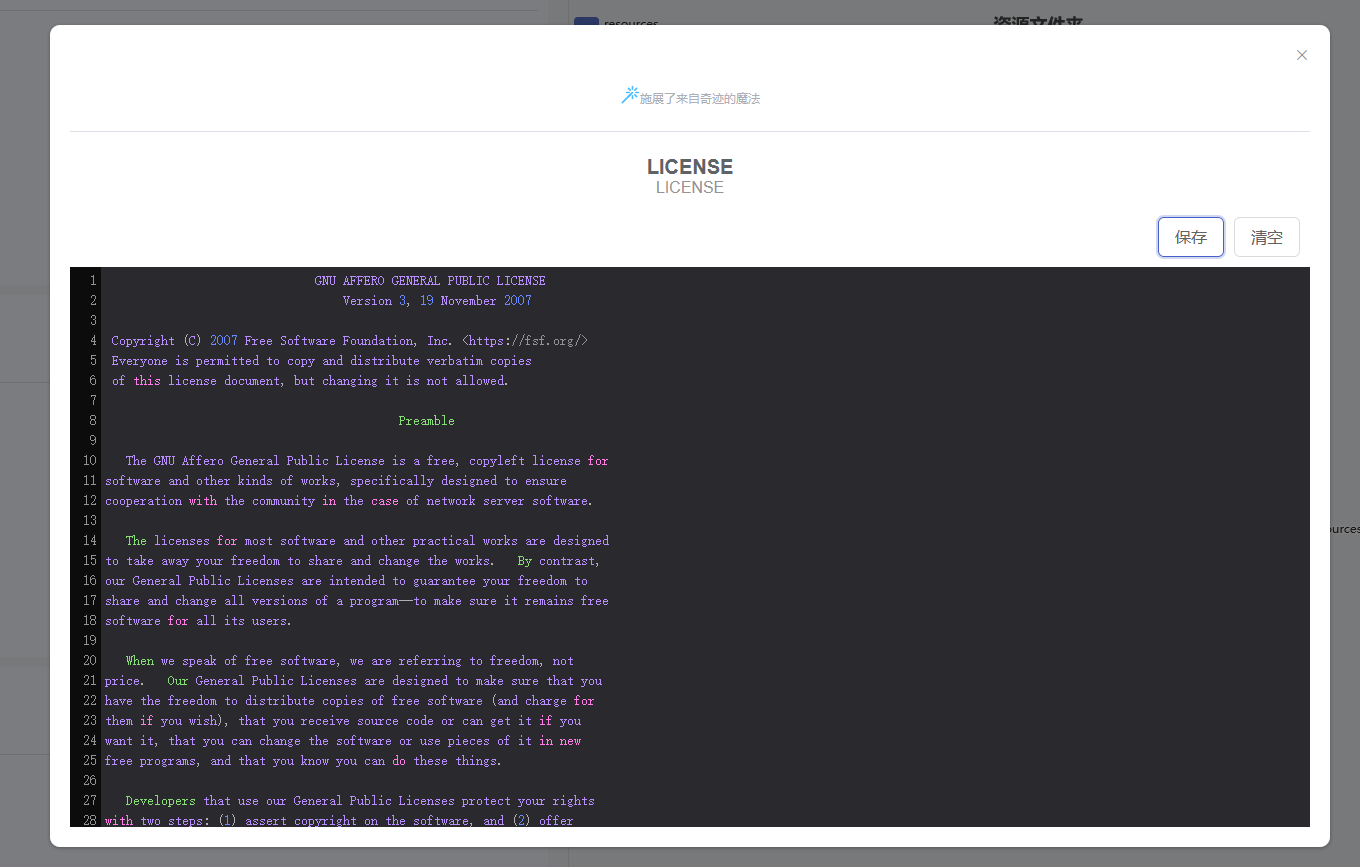 resources
资源文件夹
施展了来自奇迹的魔法
LICENSE
LICENSE
保存
清空
1 GNU AFFERO GENERAL PUBLIC LICENSE
2 Version 3, 19 November 2007
3
4 Copyright (C) 2007 Free Software Foundation, Inc. <https://fsf.org/>
5 Everyone is permitted to copy and distribute verbatim copies
6 of this license document, but changing it is not allowed.
7
8 Preamble
9
10 The GNU Affero General Public License is a free, copyleft license for
11 software and other kinds of works, specifically designed to ensure
12 cooperation with the community in the case of network server software.
13
14 The licenses for most software and other practical works are designed
15 to take away your freedom to share and change the works.  By contrast,
16 our General Public Licenses are intended to guarantee your freedom to
17 share and change all versions of a program--to make sure it remains free
18 software for all its users.
19
20 When we speak of free software, we are referring to freedom, not
21 price.  Our General Public Licenses are designed to make sure that you
22 have the freedom to distribute copies of free software (and charge for
23 them if you wish), that you receive source code or can get it if you
24 want it, that you can change the software or use pieces of it in new
25 free programs, and that you know you can do these things.
26
27 Developers that use our General Public Licenses protect your rights
28 with two steps: (1) assert copyright on the software, and (2) offer
ources